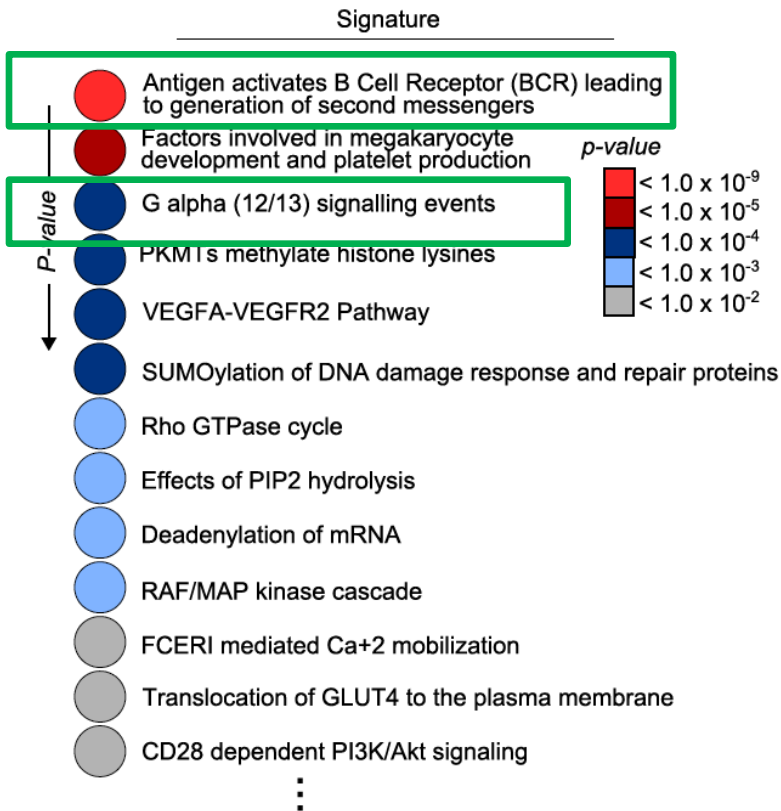 Signature
Antigen activates B Cell Receptor (BCR) leading
to generation of second messengers
Factors involved in megakaryocyte
development and platelet production
G alpha (12/13) signalling events
PKMTs methylate histone lysines
VEGFA-VEGFR2 Pathway
SUMOylation of DNA damage response and repair proteins
Rho GTPase cycle
Effects of PIP2 hydrolysis
Deadenylation of mRNA
RAF/MAP kinase cascade
FCERI mediated Ca+2 mobilization
Translocation of GLUT4 to the plasma membrane
CD28 dependent PI3K/Akt signaling
⋮
P-value
p-value
< 1.0 x 10⁻⁹
< 1.0 x 10⁻⁵
< 1.0 x 10⁻⁴
< 1.0 x 10⁻³
< 1.0 x 10⁻²